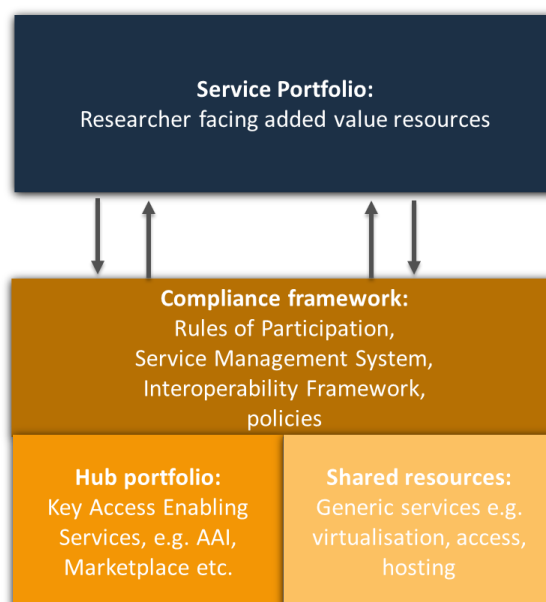 Service Portfolio:
Researcher facing added value resources
Compliance framework:
Rules of Participation,
Service Management System,
Interoperability Framework,
policies
Hub portfolio:
Key Access Enabling
Services, e.g. AAI,
Marketplace etc.
Shared resources:
Generic services e.g.
virtualisation, access,
hosting